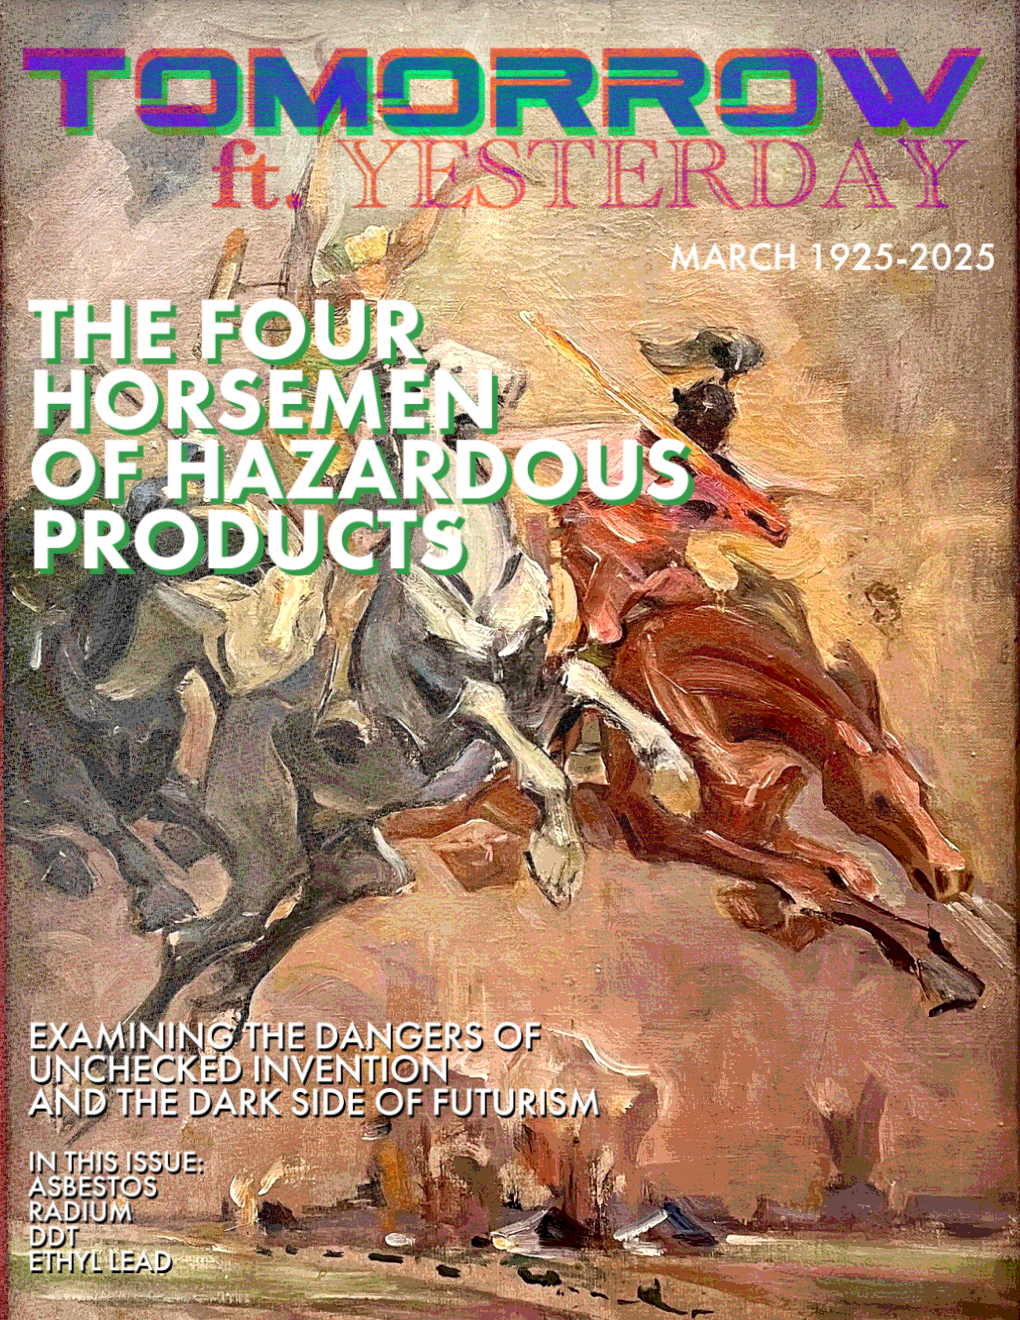 TOMORROW
ft. YESTERDAY
MARCH 1925-2025
THE FOUR
HORSEMEN
OF HAZARDOUS
PRODUCTS
EXAMINING THE DANGERS OF
UNCHECKED INVENTION
AND THE DARK SIDE OF FUTURISM
IN THIS ISSUE:
ASBESTOS
RADIUM
DDT
ETHYL LEAD